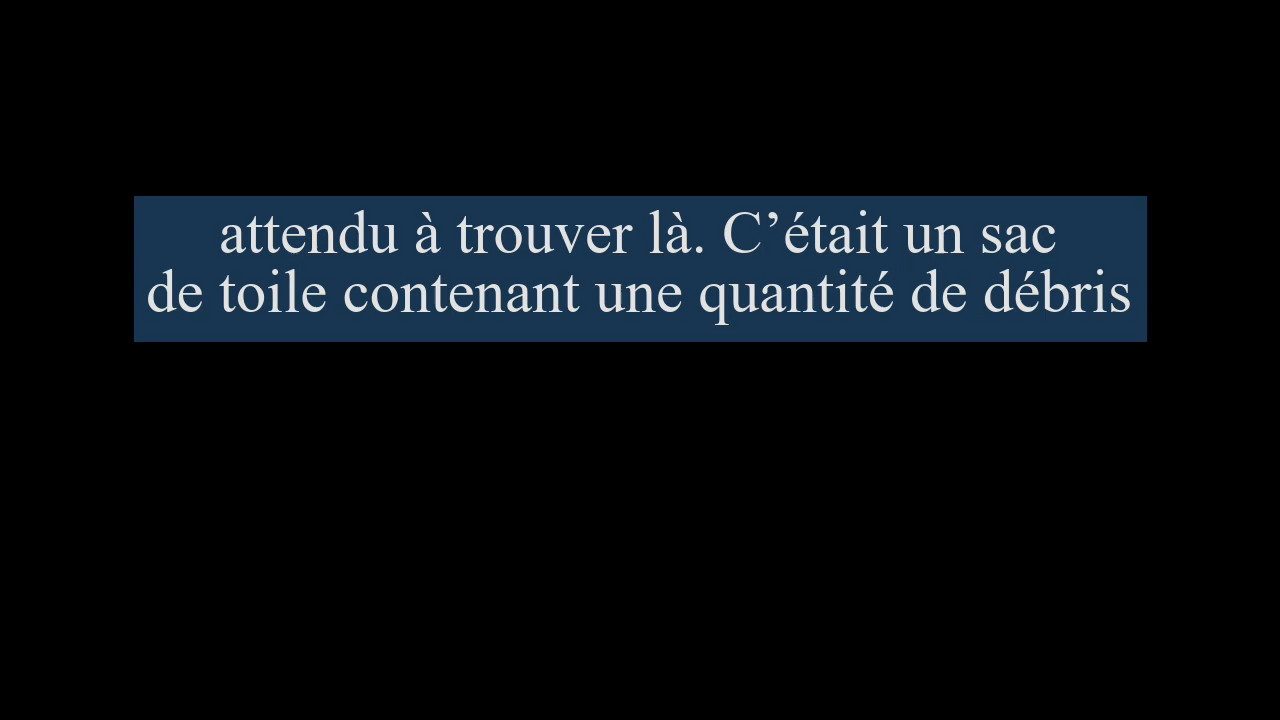 attendu à trouver là. C’était un sac
de toile contenant une quantité de débris